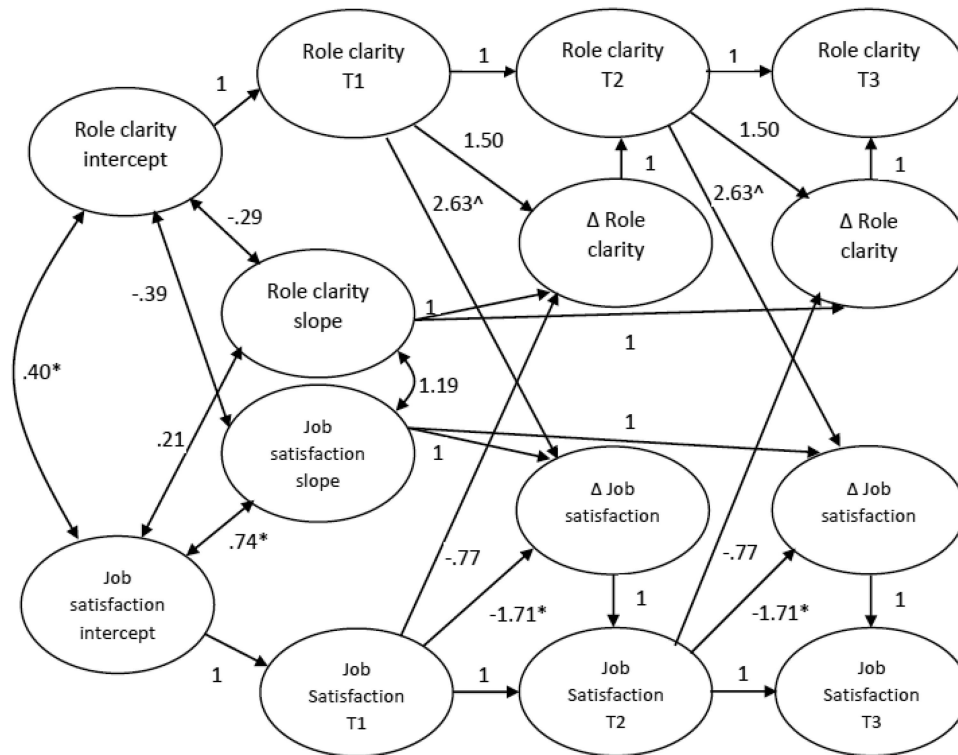 Role clarity
T1
Role clarity
T2
Role clarity
T3
1
1
1
Role clarity
intercept
1.50
1.50
1
1
2.63^
2.63^
Δ Role
clarity
Δ Role
clarity
-.29
-.39
Role clarity
slope
1
1
.40*
1.19
.21
Job
satisfaction
slope
1
1
Δ Job
satisfaction
Δ Job
satisfaction
.74*
-.77
-.77
Job
satisfaction
intercept
-1.71*
1
-1.71*
1
1
Job
Satisfaction
T1
1
Job
Satisfaction
T2
1
Job
Satisfaction
T3